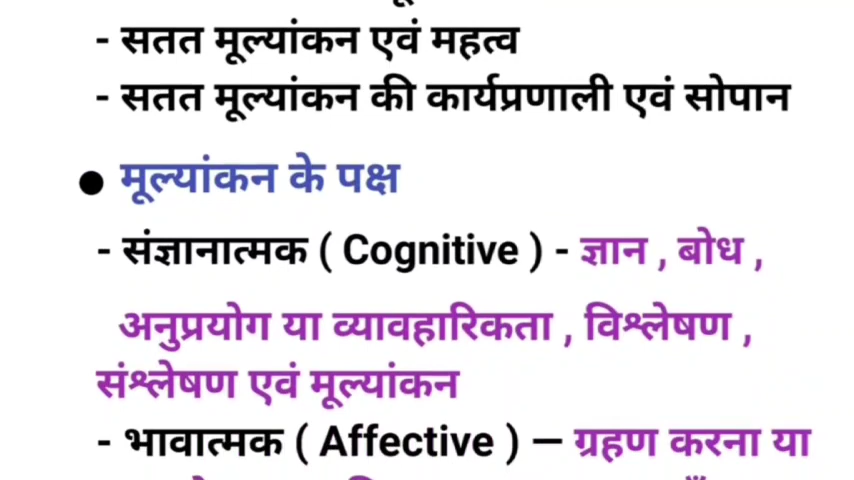 - सतत मूल्यांकन एवं महत्व
- सतत मूल्यांकन की कार्यप्रणाली एवं सोपान
● मूल्यांकन के पक्ष
- संज्ञानात्मक ( Cognitive ) - ज्ञान , बोध ,
अनुप्रयोग या व्यावहारिकता , विश्लेषण ,
संश्लेषण एवं मूल्यांकन
- भावात्मक ( Affective ) – ग्रहण करना या